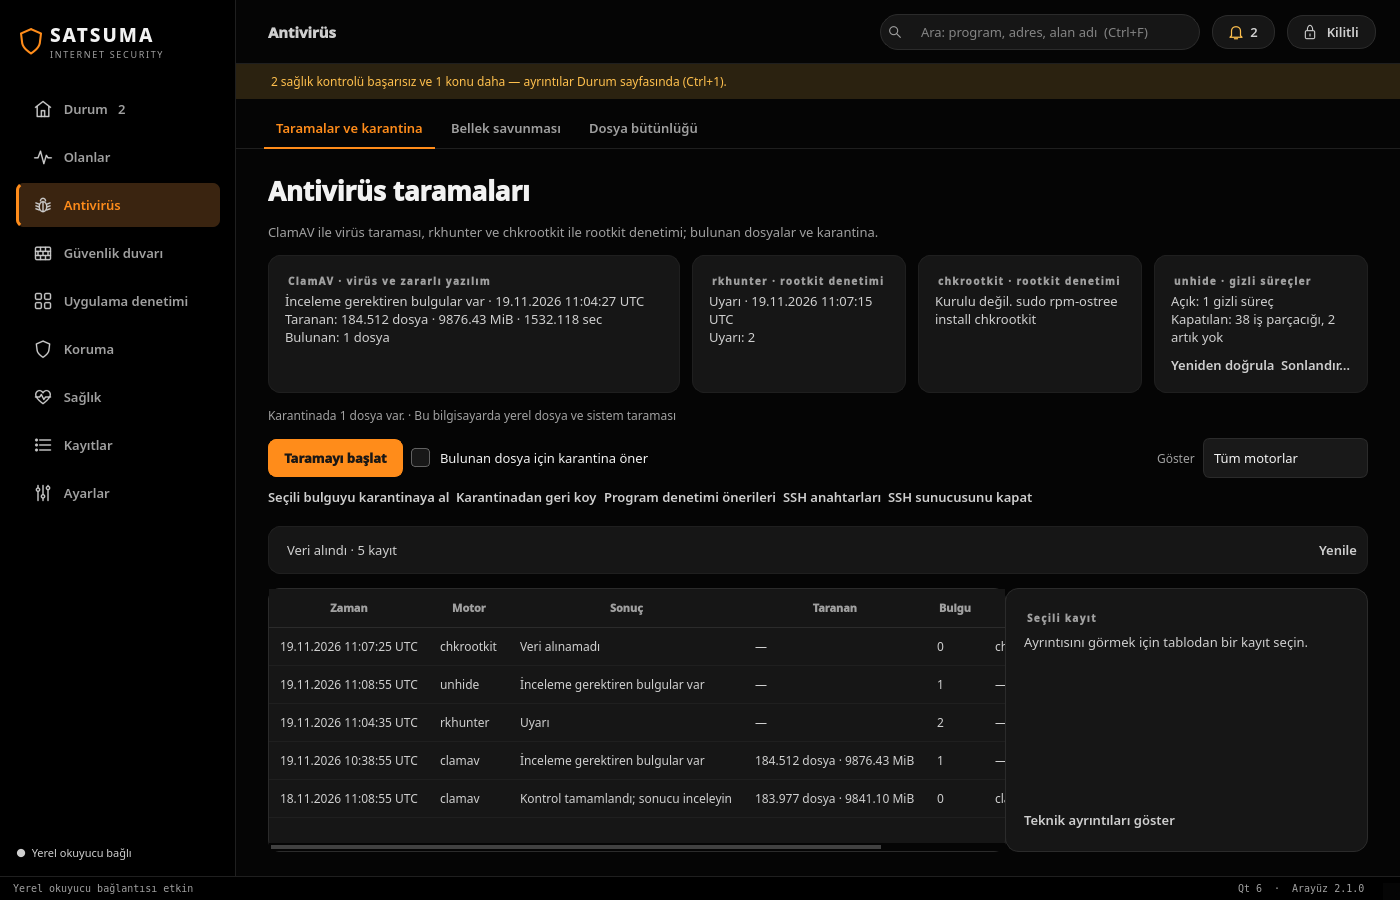 SATSUMA
INTERNET SECURITY
Durum 2
Olanlar
Antivirüs
Güvenlik duvarı
Uygulama denetimi
Koruma
Sağlık
Kayıtlar
Ayarlar
Yerel okuyucu bağlı
Antivirüs
Ara: program, adres, alan adı (Ctrl+F)
2
Kilitli
2 sağlık kontrolü başarısız ve 1 konu daha — ayrıntılar Durum sayfasında (Ctrl+1).
Taramalar ve karantina
Bellek savunması
Dosya bütünlüğü
Antivirüs taramaları
ClamAV ile virüs taraması, rkhunter ve chkrootkit ile rootkit denetimi; bulunan dosyalar ve karantina.
ClamAV · virüs ve zararlı yazılım
İnceleme gerektiren bulgular var · 19.11.2026 11:04:27 UTC
Taranan: 184.512 dosya · 9876.43 MiB · 1532.118 sec
Bulunan: 1 dosya
rkhunter · rootkit denetimi
Uyarı · 19.11.2026 11:07:15
UTC
Uyarı: 2
chkrootkit · rootkit denetimi
Kurulu değil. sudo rpm-ostree
install chkrootkit
unhide · gizli süreçler
Açık: 1 gizli süreç
Kapatılan: 38 iş parçacığı, 2
artık yok
Yeniden doğrula Sonlandır...
Karantinada 1 dosya var. · Bu bilgisayarda yerel dosya ve sistem taraması
Taramayı başlat
Bulunan dosya için karantina öner
Göster
Tüm motorlar
Seçili bulguyu karantinaya al Karantinadan geri koy Program denetimi önerileri SSH anahtarları SSH sunucusunu kapat
Veri alındı · 5 kayıt
Yenile
Zaman Motor Sonuç Taranan Bulgu
19.11.2026 11:07:25 UTC chkrootkit Veri alınamadı — 0 ch
19.11.2026 11:08:55 UTC unhide İnceleme gerektiren bulgular var — 1 —
19.11.2026 11:04:35 UTC rkhunter Uyarı — 2 —
19.11.2026 10:38:55 UTC clamav İnceleme gerektiren bulgular var 184.512 dosya · 9876.43 MiB 1 —
18.11.2026 11:08:55 UTC clamav Kontrol tamamlandı; sonucu inceleyin 183.977 dosya · 9841.10 MiB 0 cl
Seçili kayıt
Ayrıntısını görmek için tablodan bir kayıt seçin.
Teknik ayrıntıları göster
Yerel okuyucu bağlantısı etkin
Qt 6 · Arayüz 2.1.0